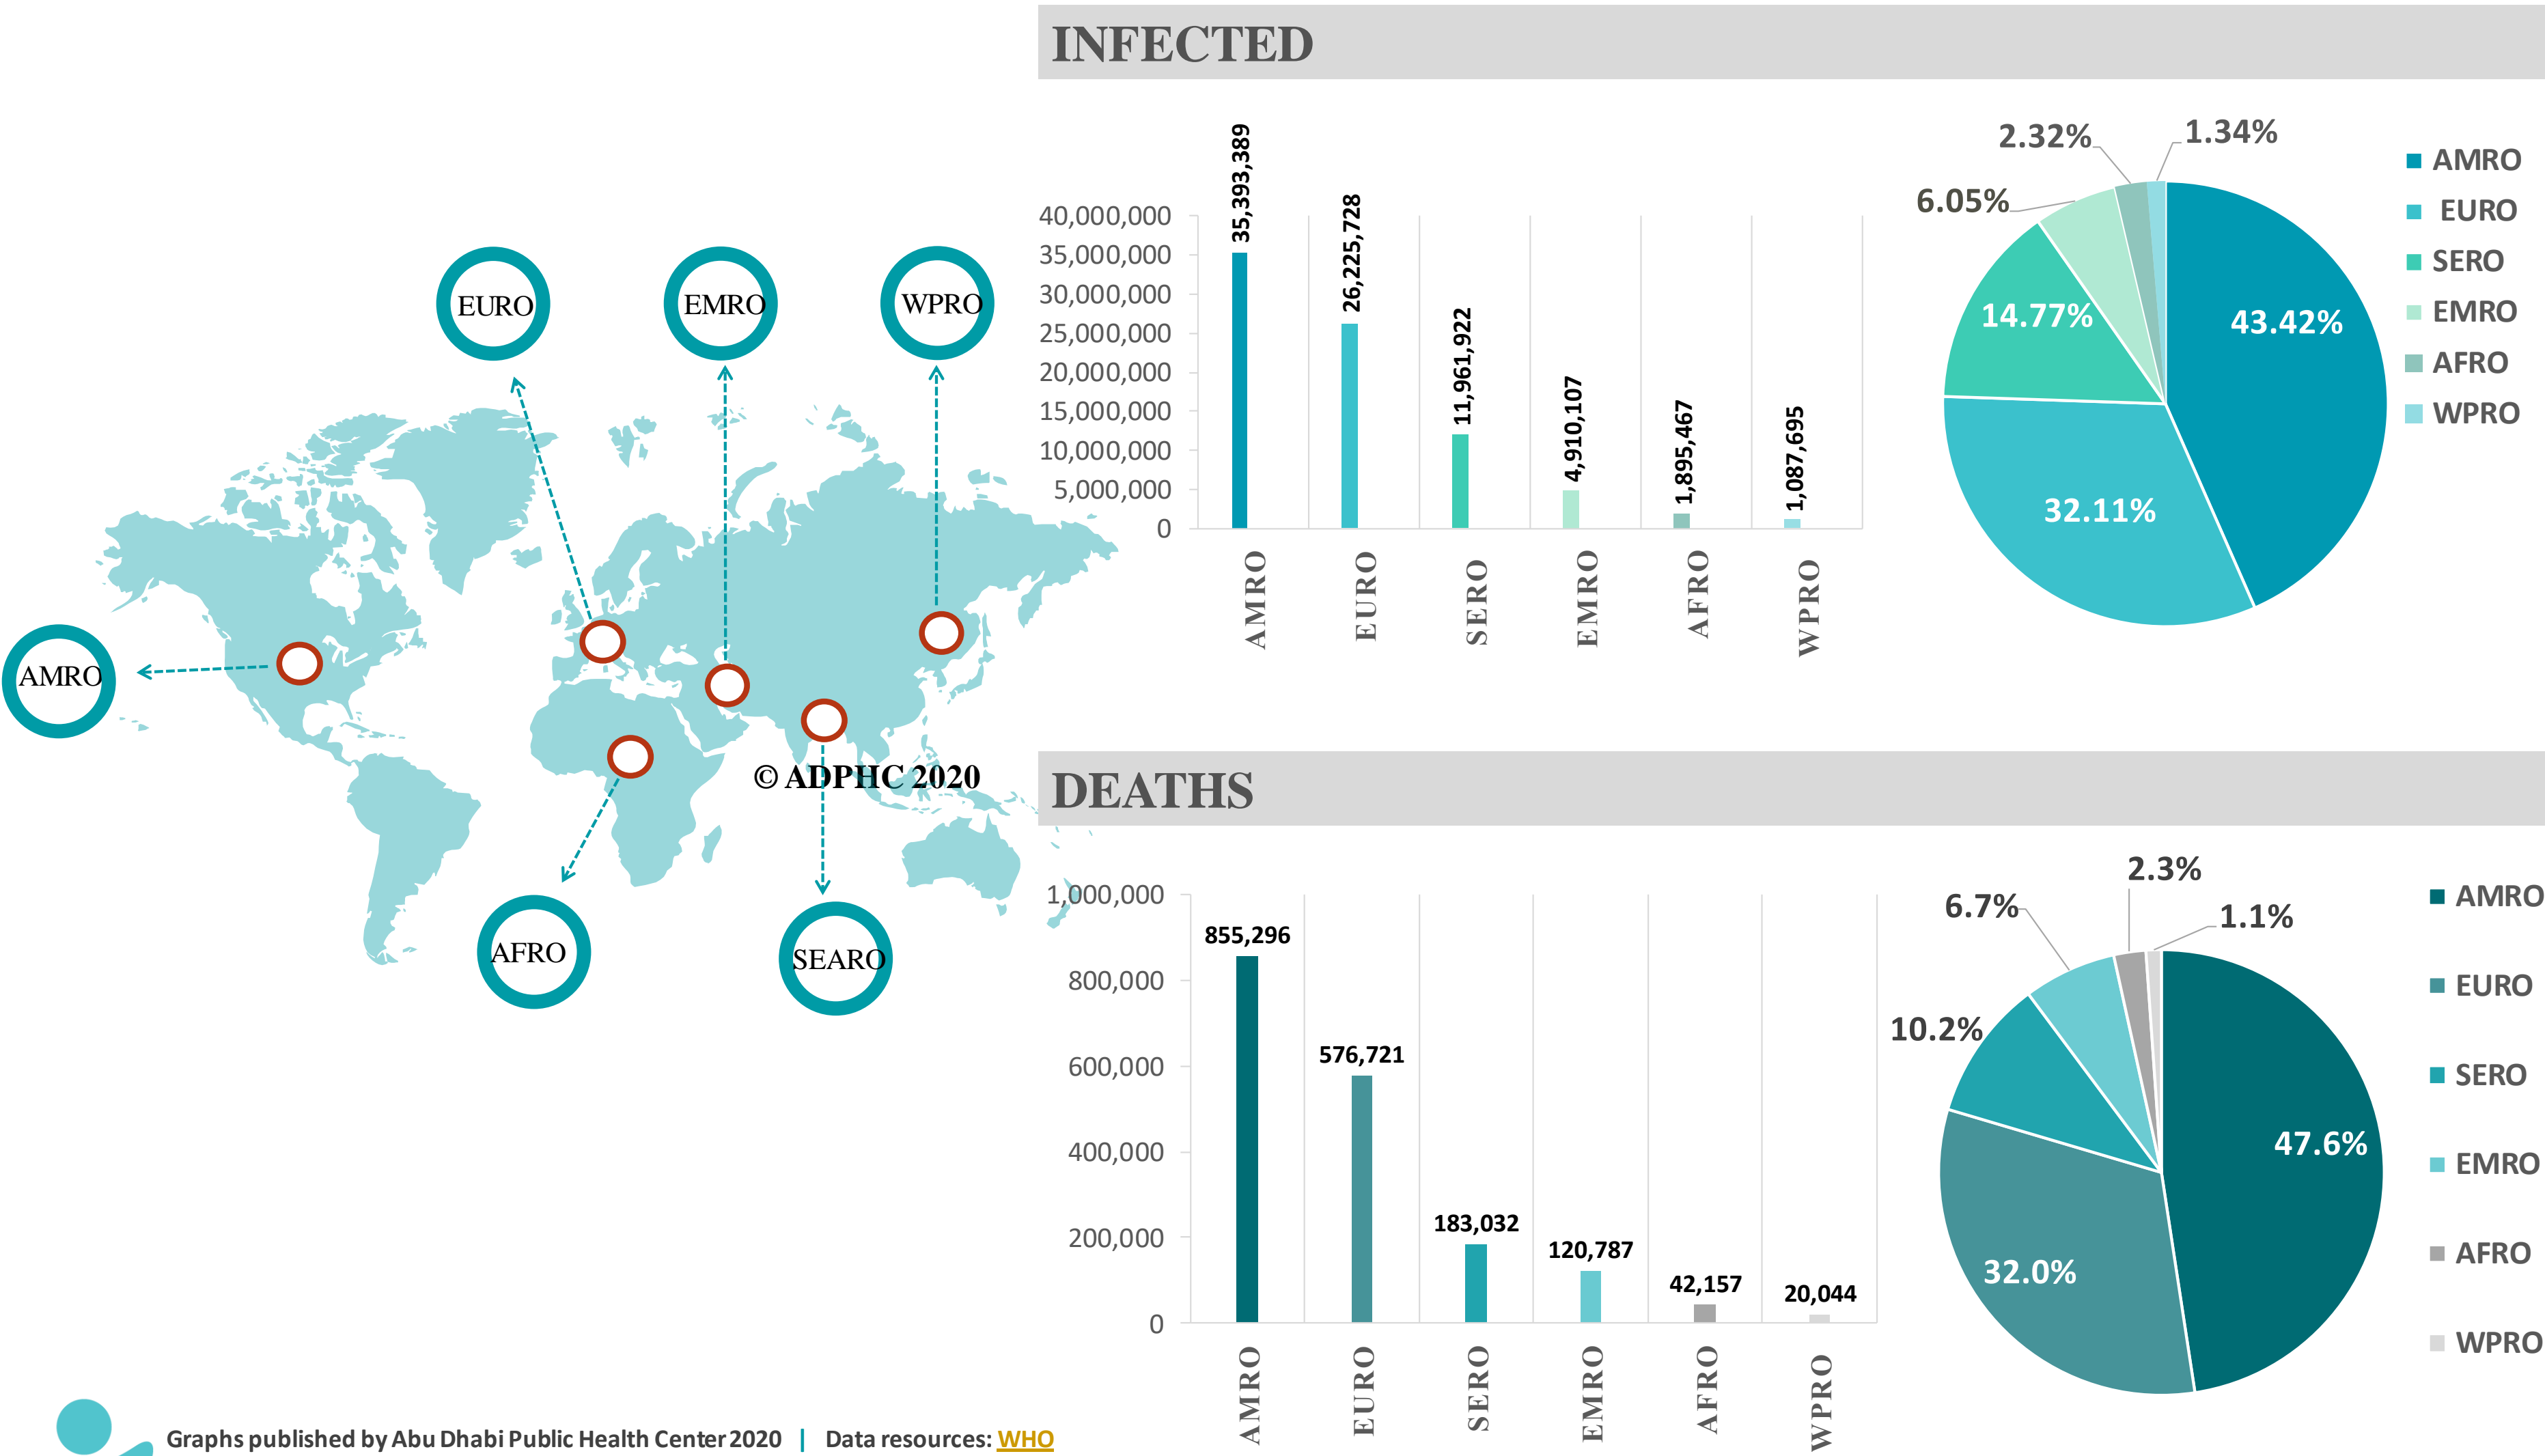 INFECTED
EURO
EMRO
WPRO
AMRO
AFRO
SEARO
© ADPHC 2020
40,000,000
35,000,000
30,000,000
25,000,000
20,000,000
15,000,000
10,000,000
5,000,000
0
35,393,389
26,225,728
11,961,922
4,910,107
1,895,467
1,087,695
AMRO
EURO
SERO
EMRO
AFRO
WPRO
2.32%
1.34%
6.05%
14.77%
43.42%
32.11%
AMRO
EURO
SERO
EMRO
AFRO
WPRO
DEATHS
1,000,000
800,000
600,000
400,000
200,000
0
855,296
576,721
183,032
120,787
42,157
20,044
AMRO
EURO
SERO
EMRO
AFRO
WPRO
2.3%
6.7%
1.1%
10.2%
47.6%
32.0%
AMRO
EURO
SERO
EMRO
AFRO
WPRO
Graphs published by Abu Dhabi Public Health Center 2020 | Data resources: WHO